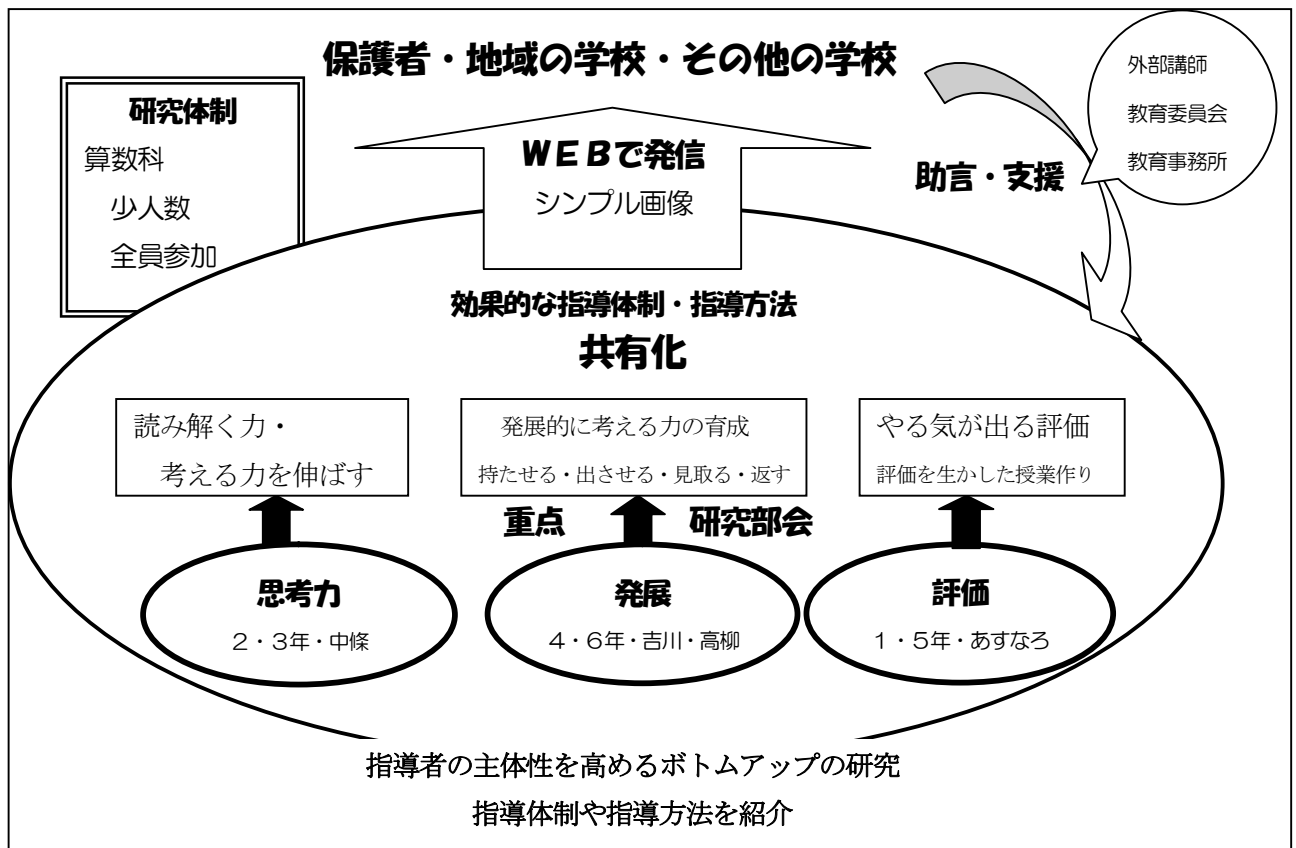 保護者・地域の学校・その他の学校
外部講師
教育委員会
教育事務所
研究体制
算数科
少人数
全員参加
WEBで発信
シンプル画像
助言・支援
効果的な指導体制・指導方法
共有化
読み解く力・
考える力を伸ばす
発展的に考える力の育成
持たせる・出させる・見取る・返す
やる気が出る評価
評価を生かした授業作り
重点 研究部会
思考力
2・3年・中條
発展
4・6年・吉川・高柳
評価
1・5年・あすなろ
指導者の主体性を高めるボトムアップの研究
指導体制や指導方法を紹介